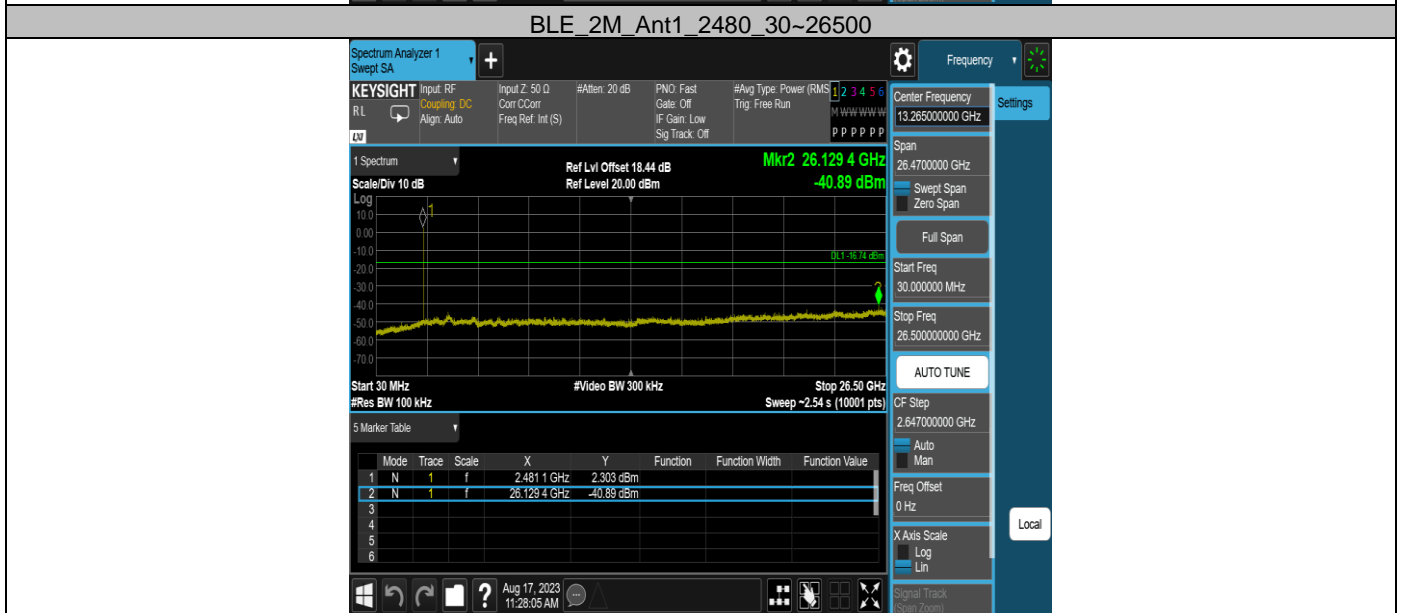 BLE_2M_Ant1_2480_30~26500
Spectrum Analyzer 1
Swept SA
+
Frequency
KEYSIGHT
RL
LXI
Input: RF
Coupling: DC
Align: Auto
Input Z: 50 Ω
Corr CCorr
Freq Ref: Int (S)
#Atten: 20 dB
PNO: Fast
Gate: Off
IF Gain: Low
Sig Track: Off
#Avg Type: Power (RMS
Trig: Free Run
1 2 3 4 5 6
M W W W W W
P P P P P P
1 Spectrum
Scale/Div 10 dB
Ref Lvl Offset 18.44 dB
Ref Level 20.00 dBm
Mkr2 26.129 4 GHz
-40.89 dBm
Log
10.0
0.00
-10.0
-20.0
-30.0
-40.0
-50.0
-60.0
-70.0
1
DL1 -16.74 dBm
2
Start 30 MHz
#Video BW 300 kHz
Stop 26.50 GHz
#Res BW 100 kHz
Sweep ~2.54 s (10001 pts)
5 Marker Table
Mode Trace Scale X Y Function Function Width Function Value
1 N 1 f 2.481 1 GHz 2.303 dBm
2 N 1 f 26.129 4 GHz -40.89 dBm
3
4
5
6
Center Frequency
13.265000000 GHz
Settings
Span
26.4700000 GHz
Swept Span
Zero Span
Full Span
Start Freq
30.000000 MHz
Stop Freq
26.500000000 GHz
AUTO TUNE
CF Step
2.647000000 GHz
Auto
Man
Freq Offset
0 Hz
Local
X Axis Scale
Log
Lin
Signal Track
(Span Zoom)
?
Aug 17, 2023
11:28:05 AM